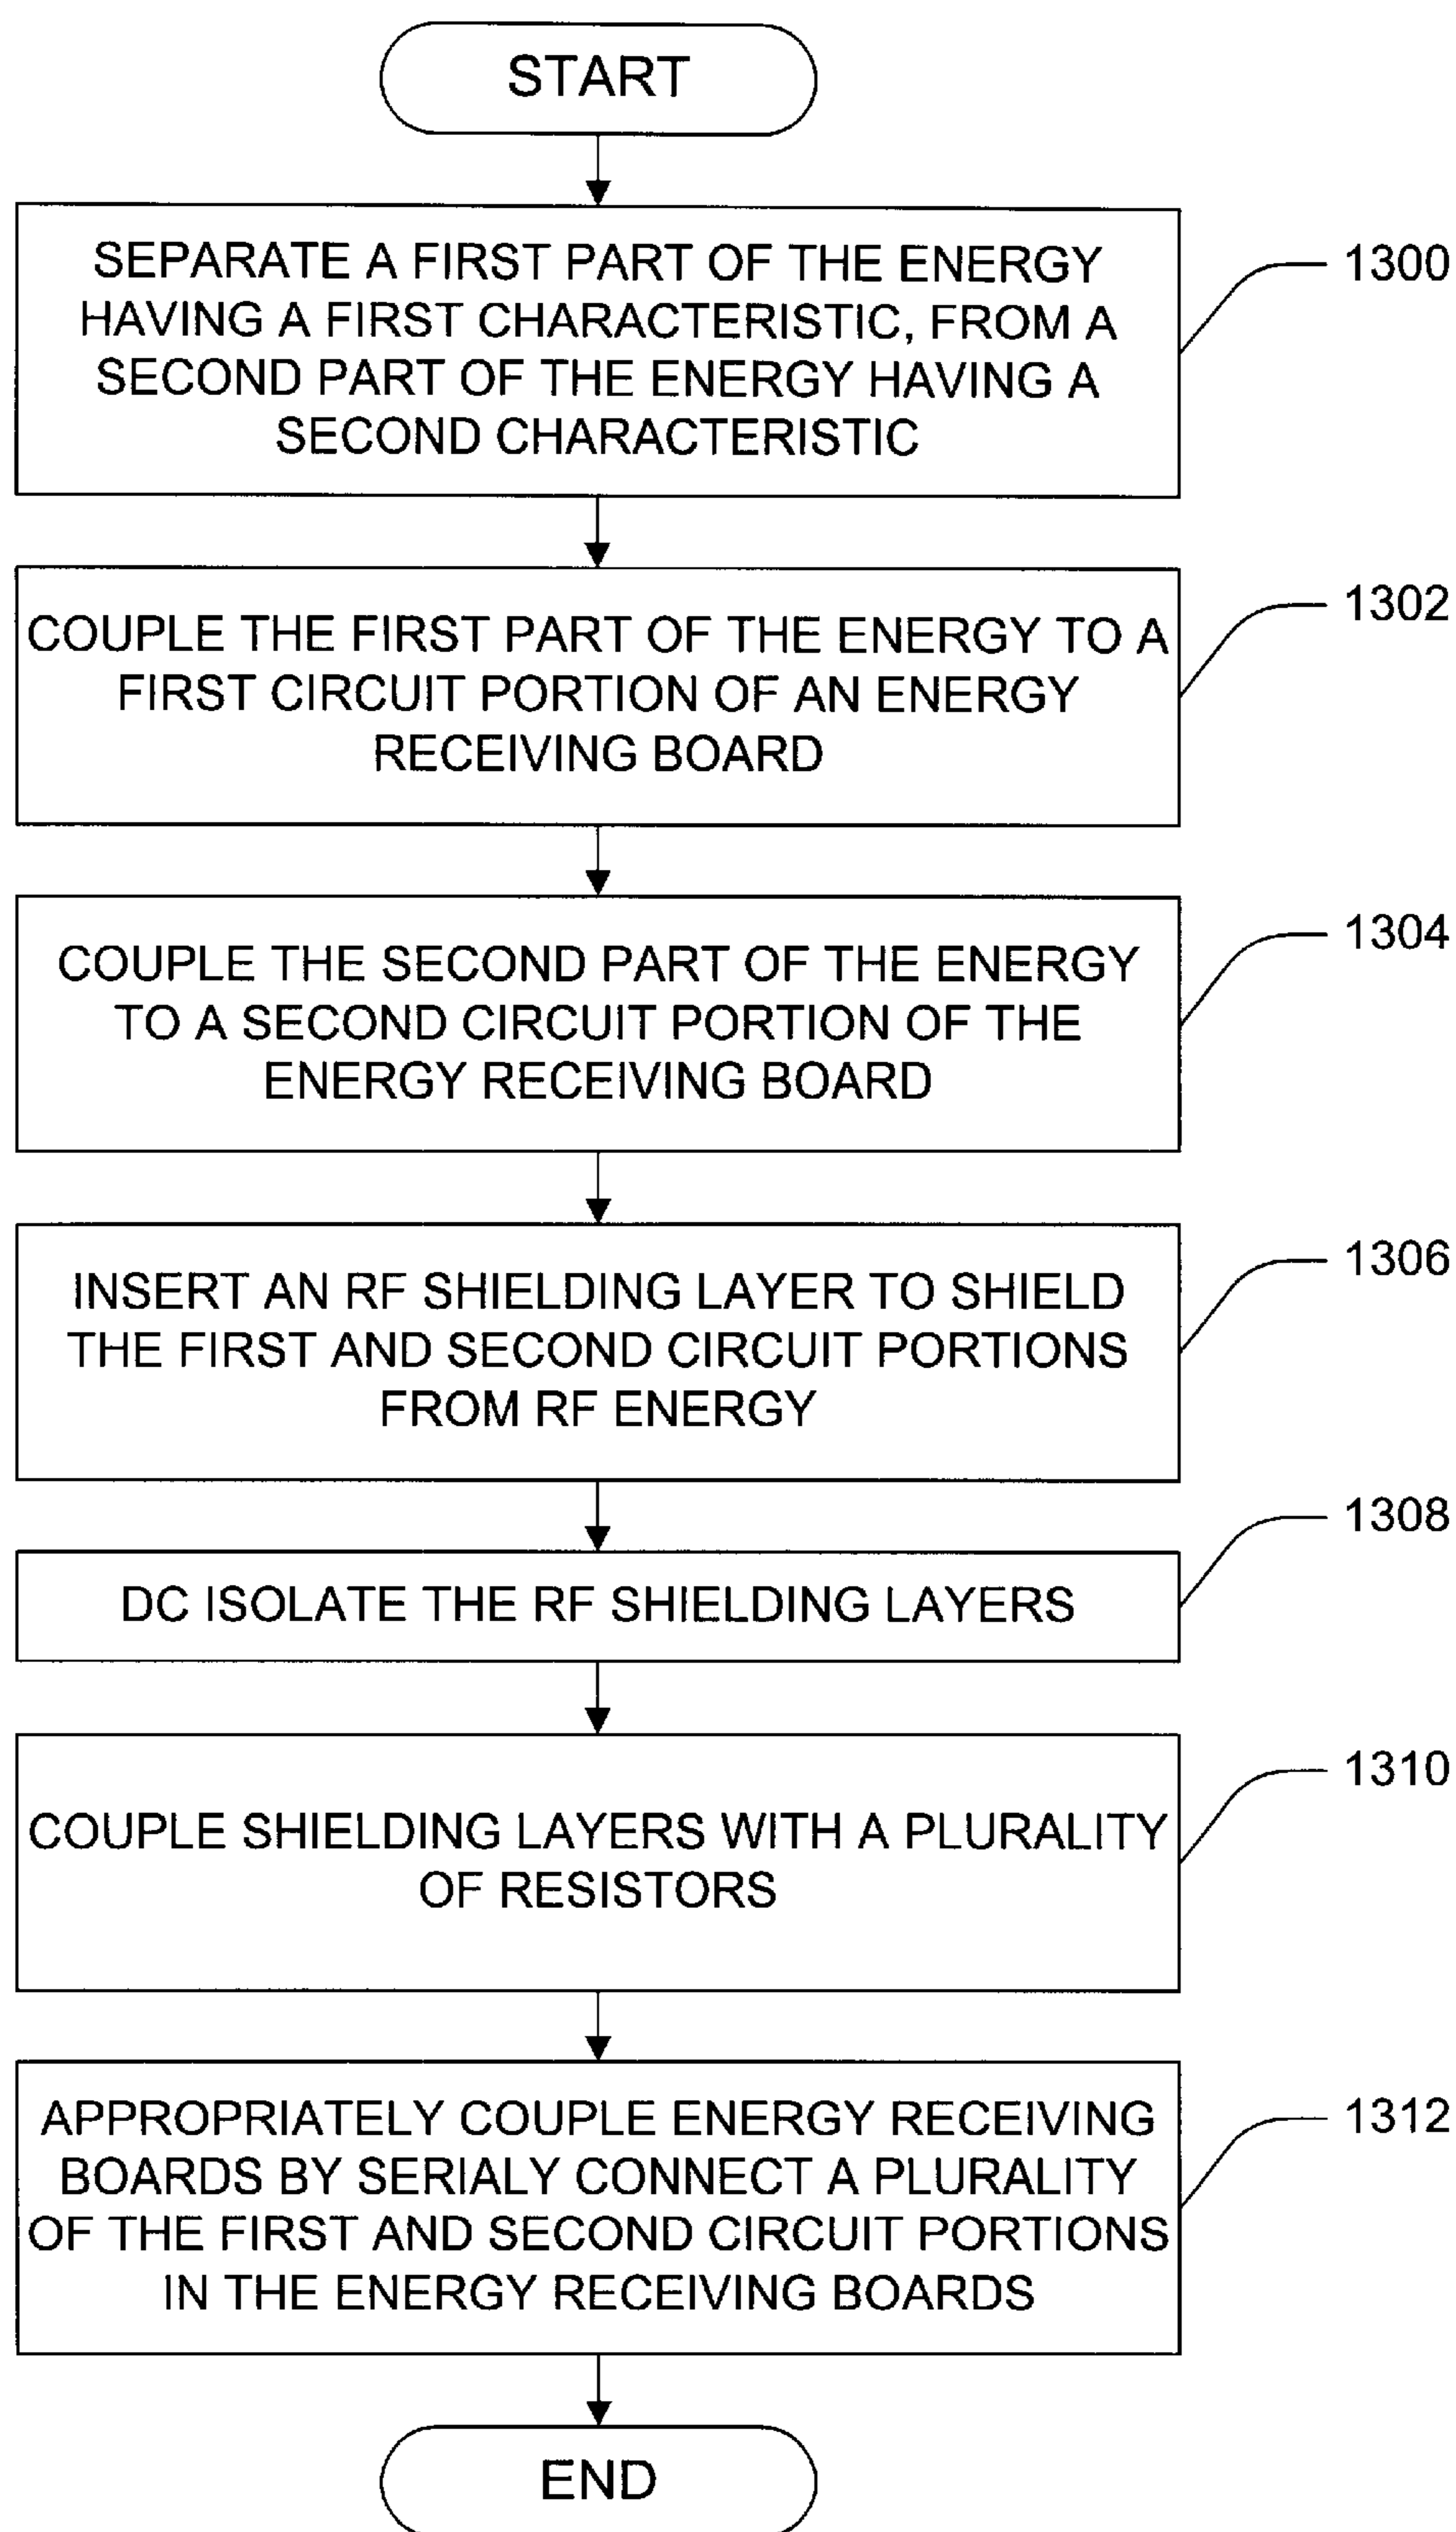 START
SEPARATE A FIRST PART OF THE ENERGY
HAVING A FIRST CHARACTERISTIC, FROM A
SECOND PART OF THE ENERGY HAVING A
SECOND CHARACTERISTIC
1300
COUPLE THE FIRST PART OF THE ENERGY TO A
FIRST CIRCUIT PORTION OF AN ENERGY
RECEIVING BOARD
1302
COUPLE THE SECOND PART OF THE ENERGY
TO A SECOND CIRCUIT PORTION OF THE
ENERGY RECEIVING BOARD
1304
INSERT AN RF SHIELDING LAYER TO SHIELD
THE FIRST AND SECOND CIRCUIT PORTIONS
FROM RF ENERGY
1306
DC ISOLATE THE RF SHIELDING LAYERS
1308
COUPLE SHIELDING LAYERS WITH A PLURALITY
OF RESISTORS
1310
APPROPRIATELY COUPLE ENERGY RECEIVING
BOARDS BY SERIALY CONNECT A PLURALITY
OF THE FIRST AND SECOND CIRCUIT PORTIONS
IN THE ENERGY RECEIVING BOARDS
1312
END